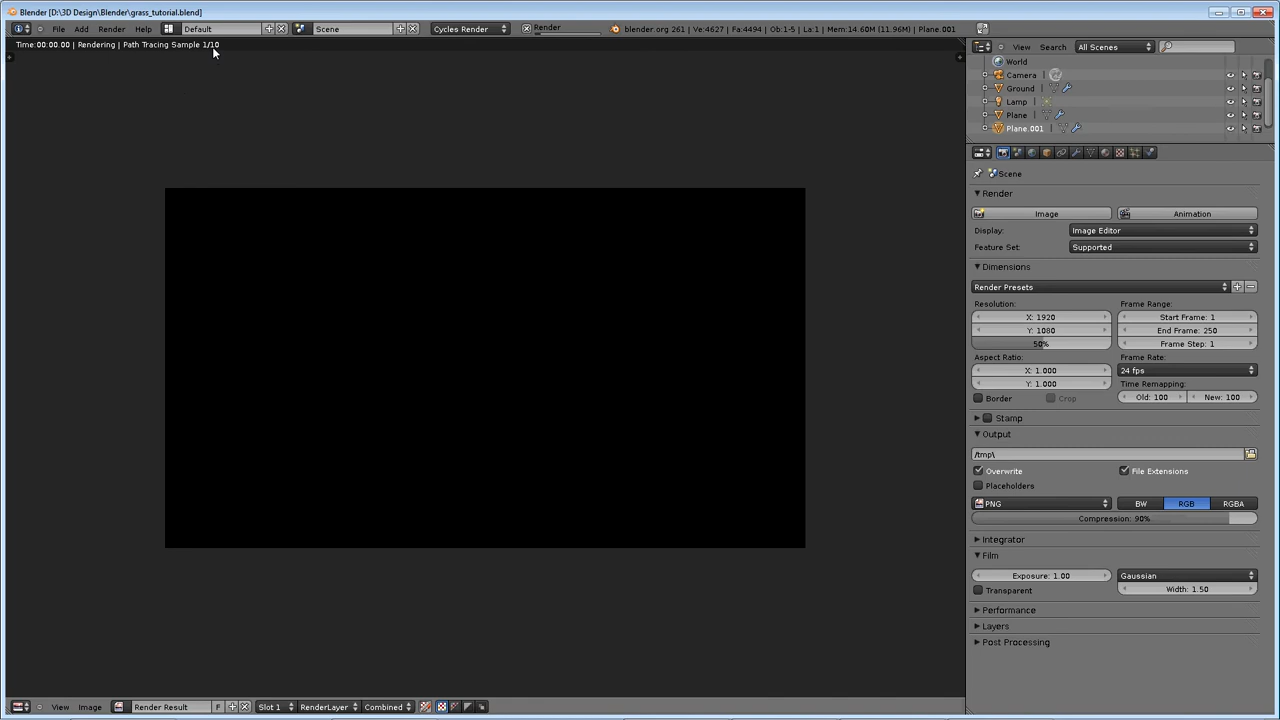 Blender [D:\3D Design\Blender\grass_tutorial.blend]
File Add Render Help Default Scene Cycles Render Render blender.org 261 | Ve:4627 | Fa:4494 | Ob:1-5 | La:1 | Mem:14.60M (11.96M) | Plane.001
Time:00:00.00 | Rendering | Path Tracing Sample 1/10
View Search All Scenes
World
Camera
Ground
Lamp
Plane
Plane.001
Scene
Render
Image Animation
Display: Image Editor
Feature Set: Supported
Dimensions
Render Presets
Resolution: Frame Range:
X: 1920 Start Frame: 1
Y: 1080 End Frame: 250
50% Frame Step: 1
Aspect Ratio: Frame Rate:
X: 1.000 24 fps
Y: 1.000 Time Remapping:
Border Crop Old: 100 New: 100
Stamp
Output
/tmp\
Overwrite File Extensions
Placeholders
PNG BW RGB RGBA
Compression: 90%
Integrator
Film
Exposure: 1.00 Gaussian
Transparent Width: 1.50
Performance
Layers
Post Processing
View Image Render Result F Slot 1 RenderLayer Combined